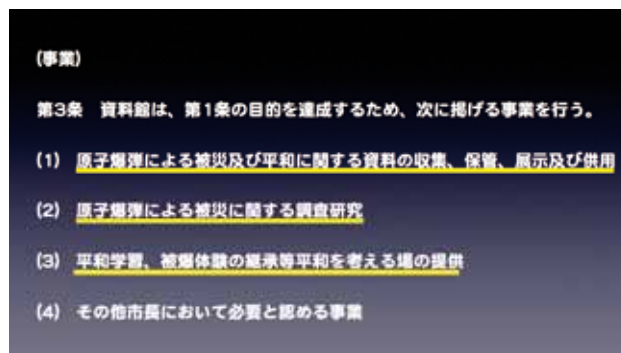 (事業)
第3条　資料館は、第1条の目的を達成するため、次に掲げる事業を行う。
(1)　原子爆弾による被災及び平和に関する資料の収集、保管、展示及び供用
(2)　原子爆弾による被災に関する調査研究
(3)　平和学習、被爆体験の継承等平和を考える場の提供
(4)　その他市長において必要と認める事業